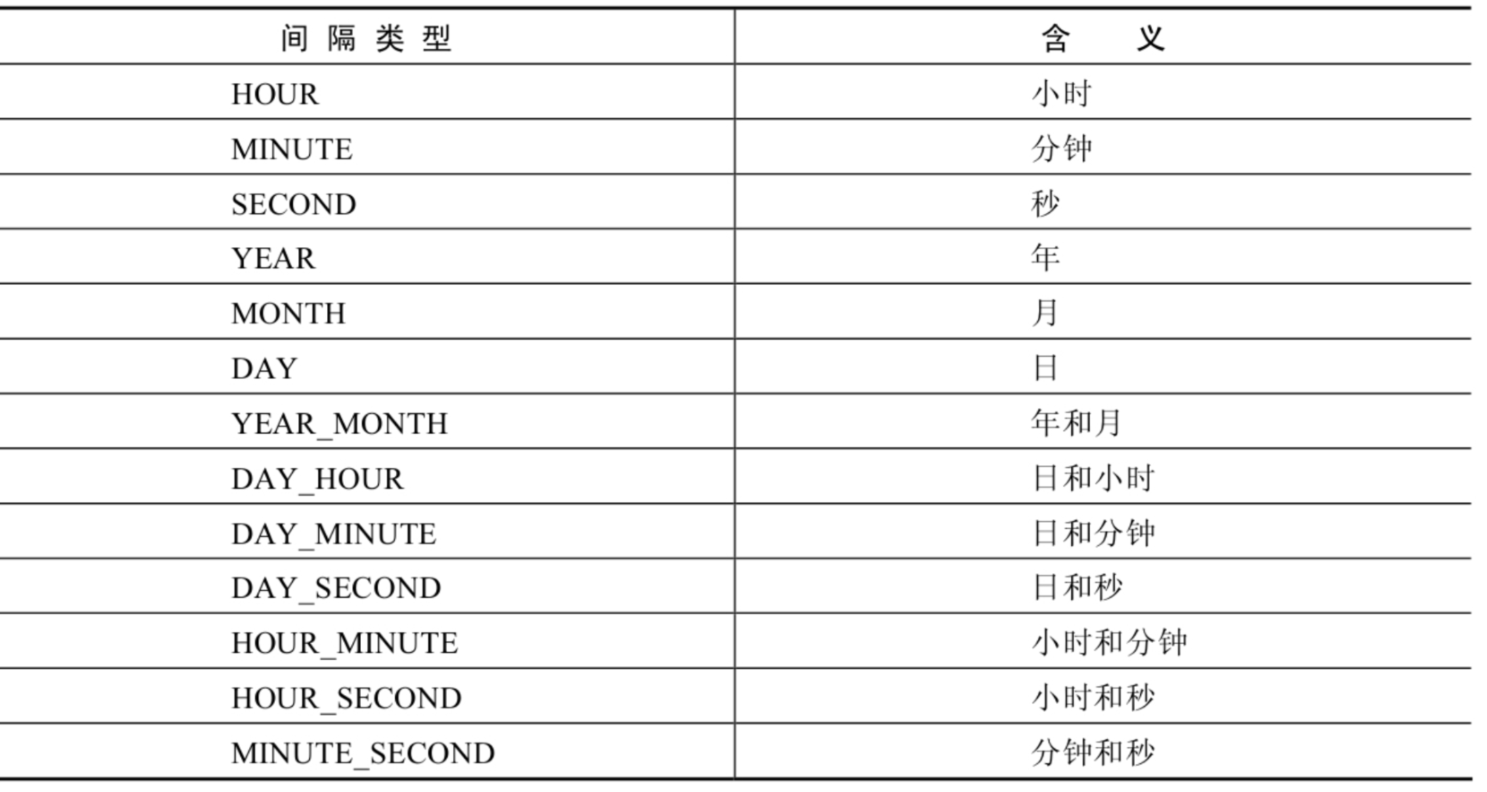 间隔类型 含义
HOUR 小时
MINUTE 分钟
SECOND 秒
YEAR 年
MONTH 月
DAY 日
YEAR_MONTH 年和月
DAY_HOUR 日和小时
DAY_MINUTE 日和分钟
DAY_SECOND 日和秒
HOUR_MINUTE 小时和分钟
HOUR_SECOND 小时和秒
MINUTE_SECOND 分钟和秒